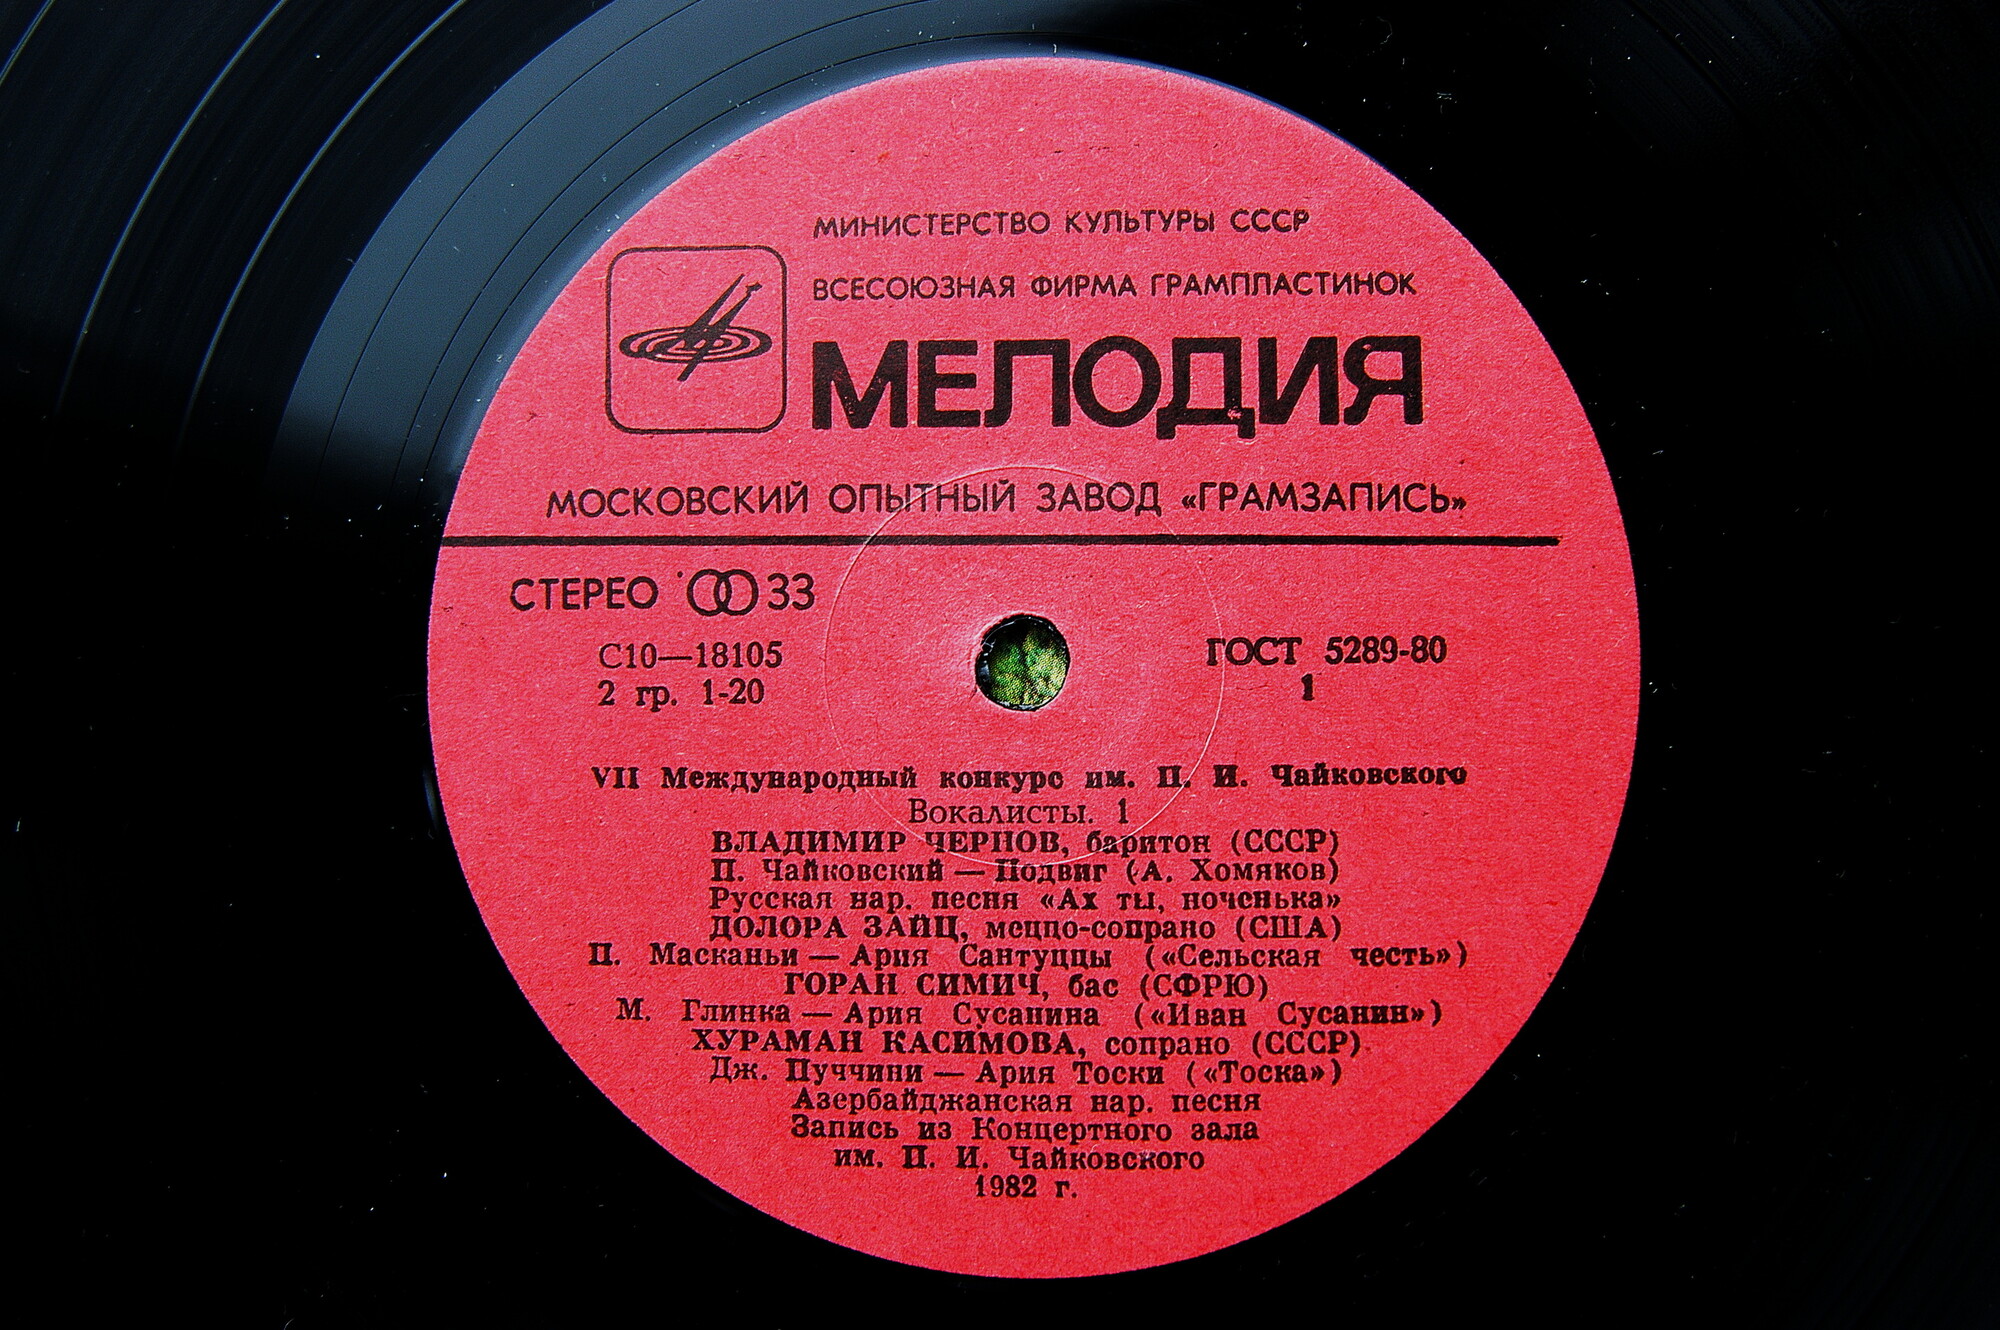 МИНИСТЕРСТВО КУЛЬТУРЫ СССР
ВСЕСОЮЗНАЯ ФИРМА ГРАМПЛАСТИНОК
МЕЛОДИЯ
МОСКОВСКИЙ ОПЫТНЫЙ ЗАВОД «ГРАМЗАПИСЬ»
СТЕРЕО 33
С10—18105
2 гр. 1-20
ГОСТ 5289-80
1
VII Международный конкурс им. П. И. Чайковского
Вокалисты. 1
ВЛАДИМИР ЧЕРНОВ, баритон (СССР)
П. Чайковский — Подвиг (А. Хомяков)
Русская нар. песня «Ах ты, ноченька»
ДОЛОРА ЗАЙЦ, меццо-сопрано (США)
П. Масканьи — Ария Сантуццы («Сельская честь»)
ГОРАН СИМИЧ, бас (СФРЮ)
М. Глинка — Ария Сусанина («Иван Сусанин»)
ХУРАМАН КАСИМОВА, сопрано (СССР)
Дж. Пуччини — Ария Тоски («Тоска»)
Азербайджанская нар. песня
Запись из Концертного зала
им. П. И. Чайковского
1982 г.